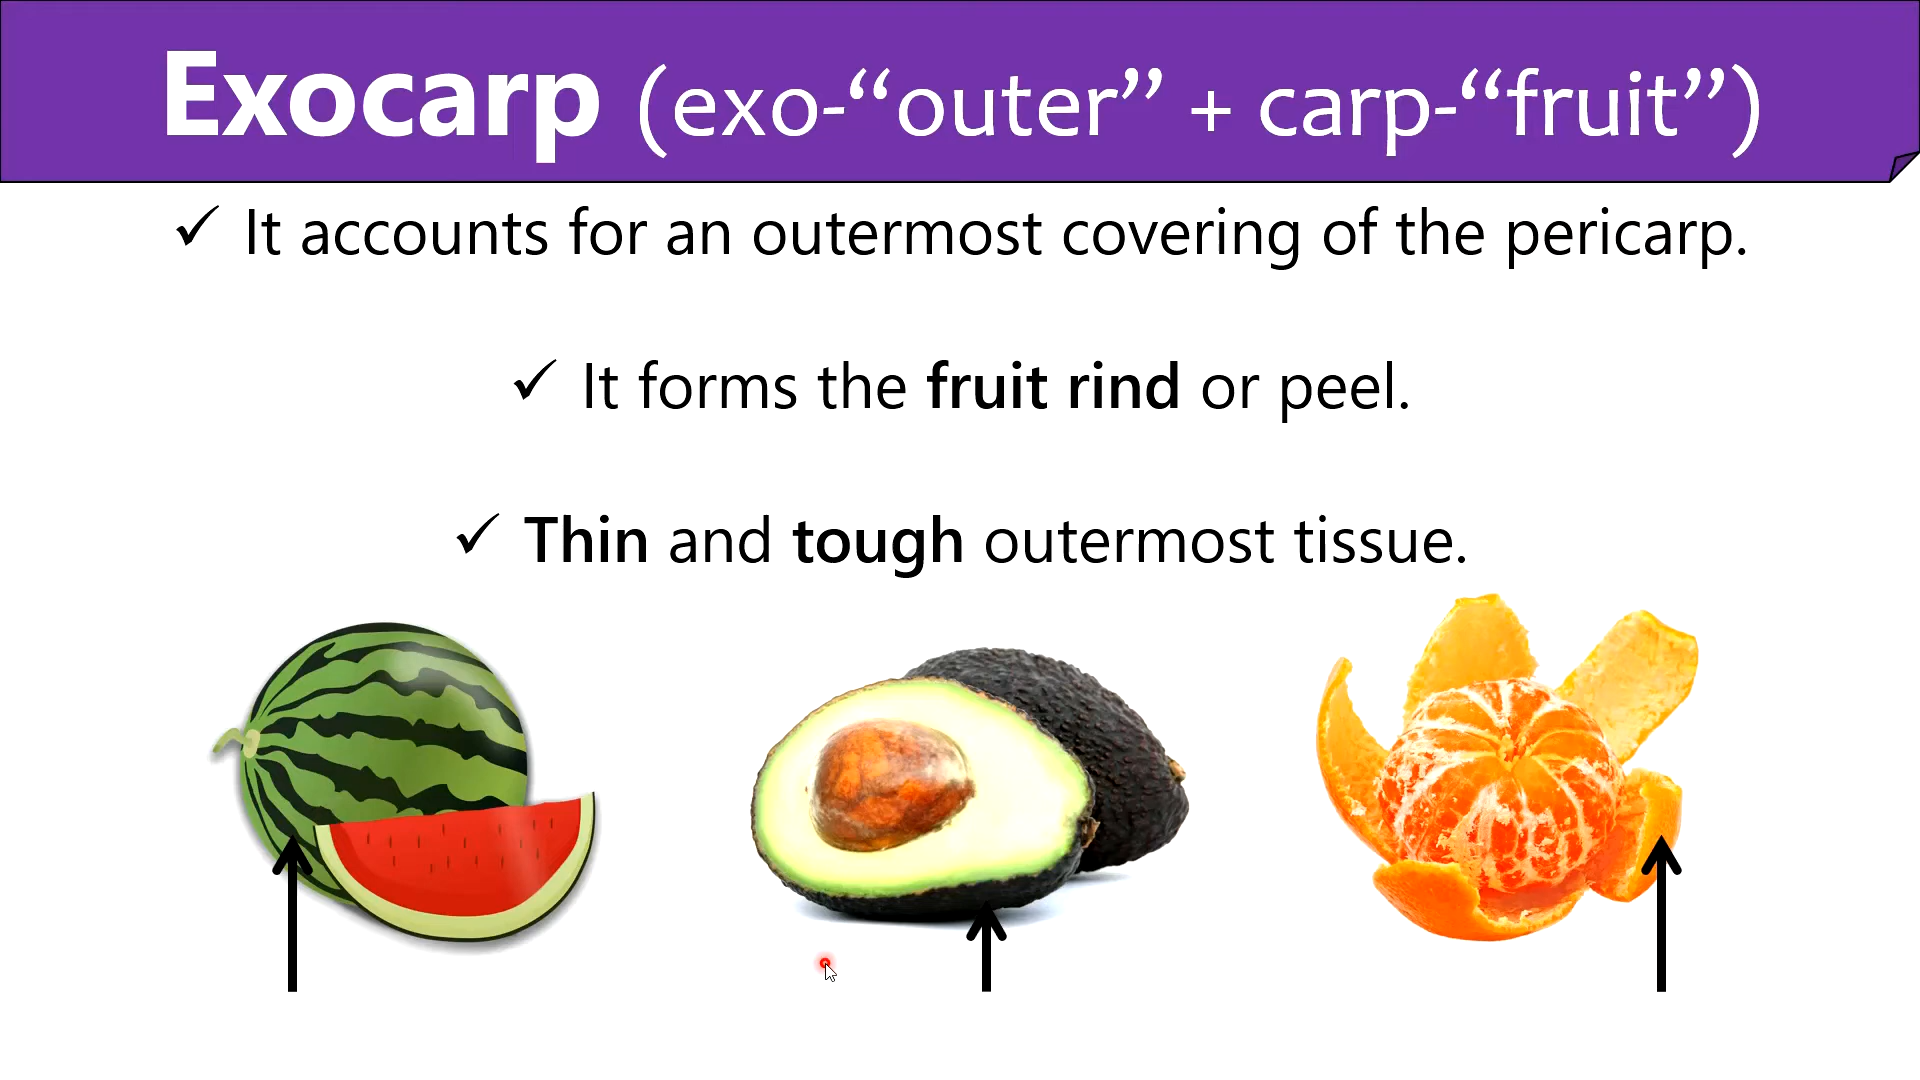 Exocarp (exo-“outer” + carp-“fruit”)
✓ It accounts for an outermost covering of the pericarp.
✓ It forms the fruit rind or peel.
✓ Thin and tough outermost tissue.